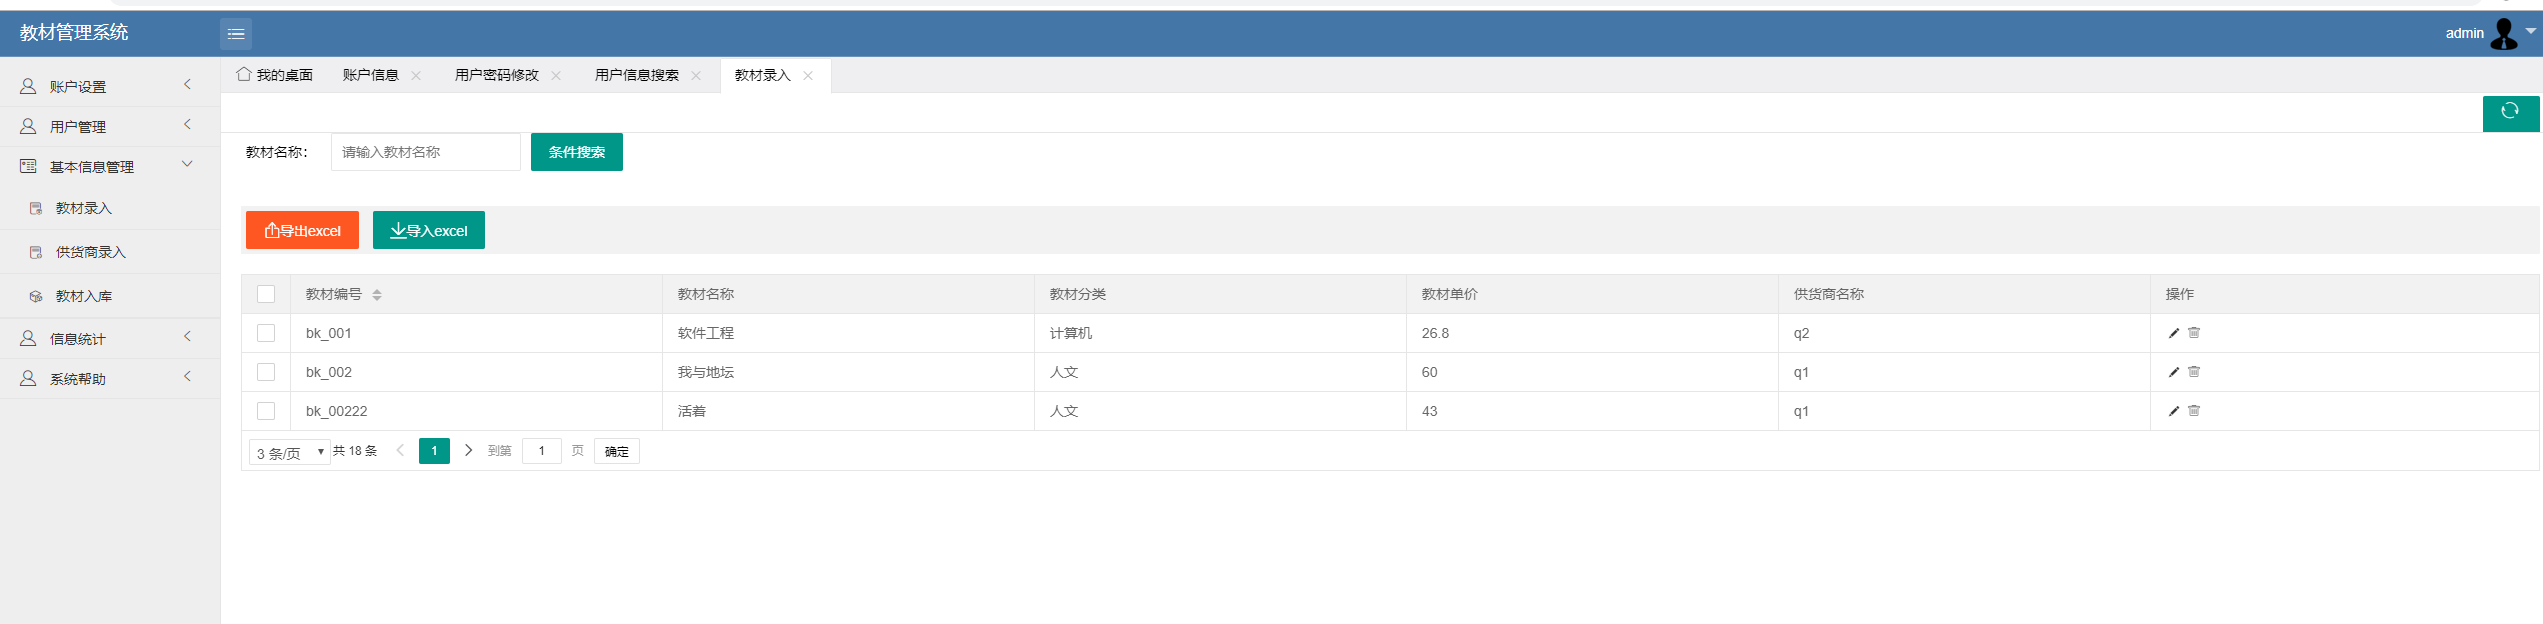 教材管理系统
admin
我的桌面 账户信息 用户密码修改 用户信息搜索 教材录入
账户设置
用户管理
基本信息管理
教材录入
供货商录入
教材入库
信息统计
系统帮助
教材名称： 请输入教材名称 条件搜索
导出excel 导入excel
教材编号 教材名称 教材分类 教材单价 供货商名称 操作
bk_001 软件工程 计算机 26.8 q2
bk_002 我与地坛 人文 60 q1
bk_00222 活着 人文 43 q1
3 条/页 共 18 条 1 到第 1 页 确定